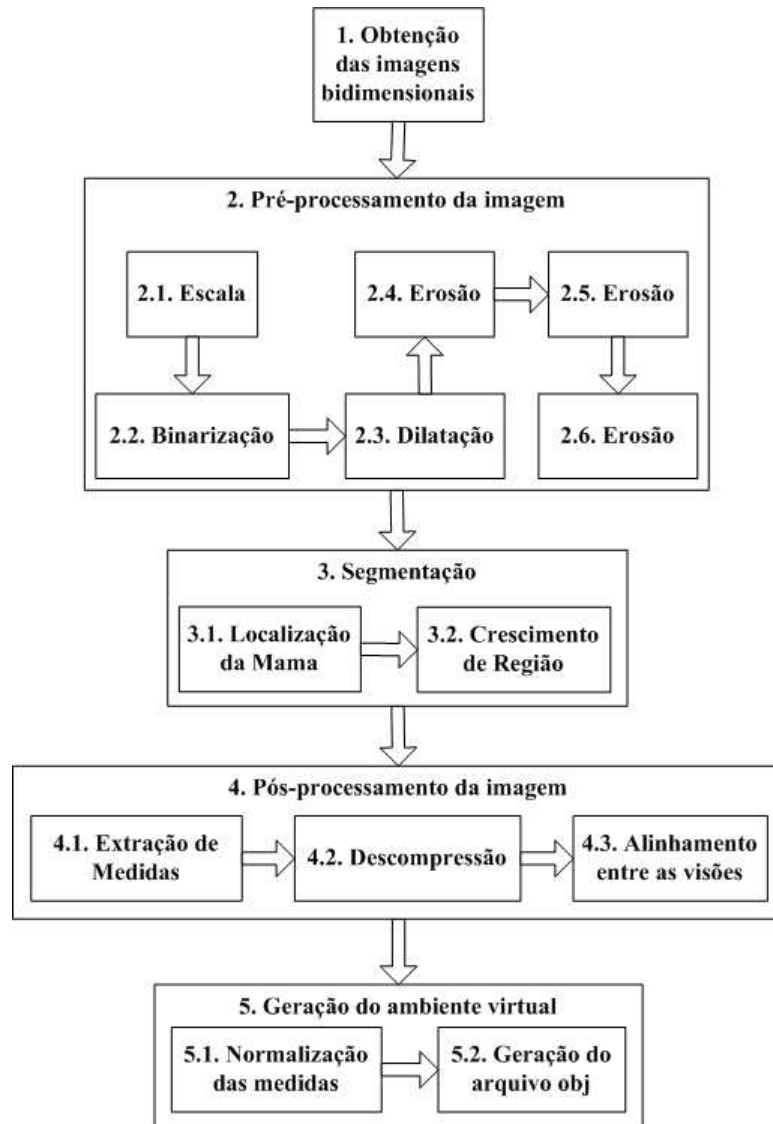 1. Obtenção
das imagens
bidimensionais
2. Pré-processamento da imagem
2.1. Escala
2.2. Binarização
2.3. Dilatação
2.4. Erosão
2.5. Erosão
2.6. Erosão
3. Segmentação
3.1. Localização
da Mama
3.2. Crescimento
de Região
4. Pós-processamento da imagem
4.1. Extração de
Medidas
4.2. Descompressão
4.3. Alinhamento
entre as visões
5. Geração do ambiente virtual
5.1. Normalização
das medidas
5.2. Geração do
arquivo obj